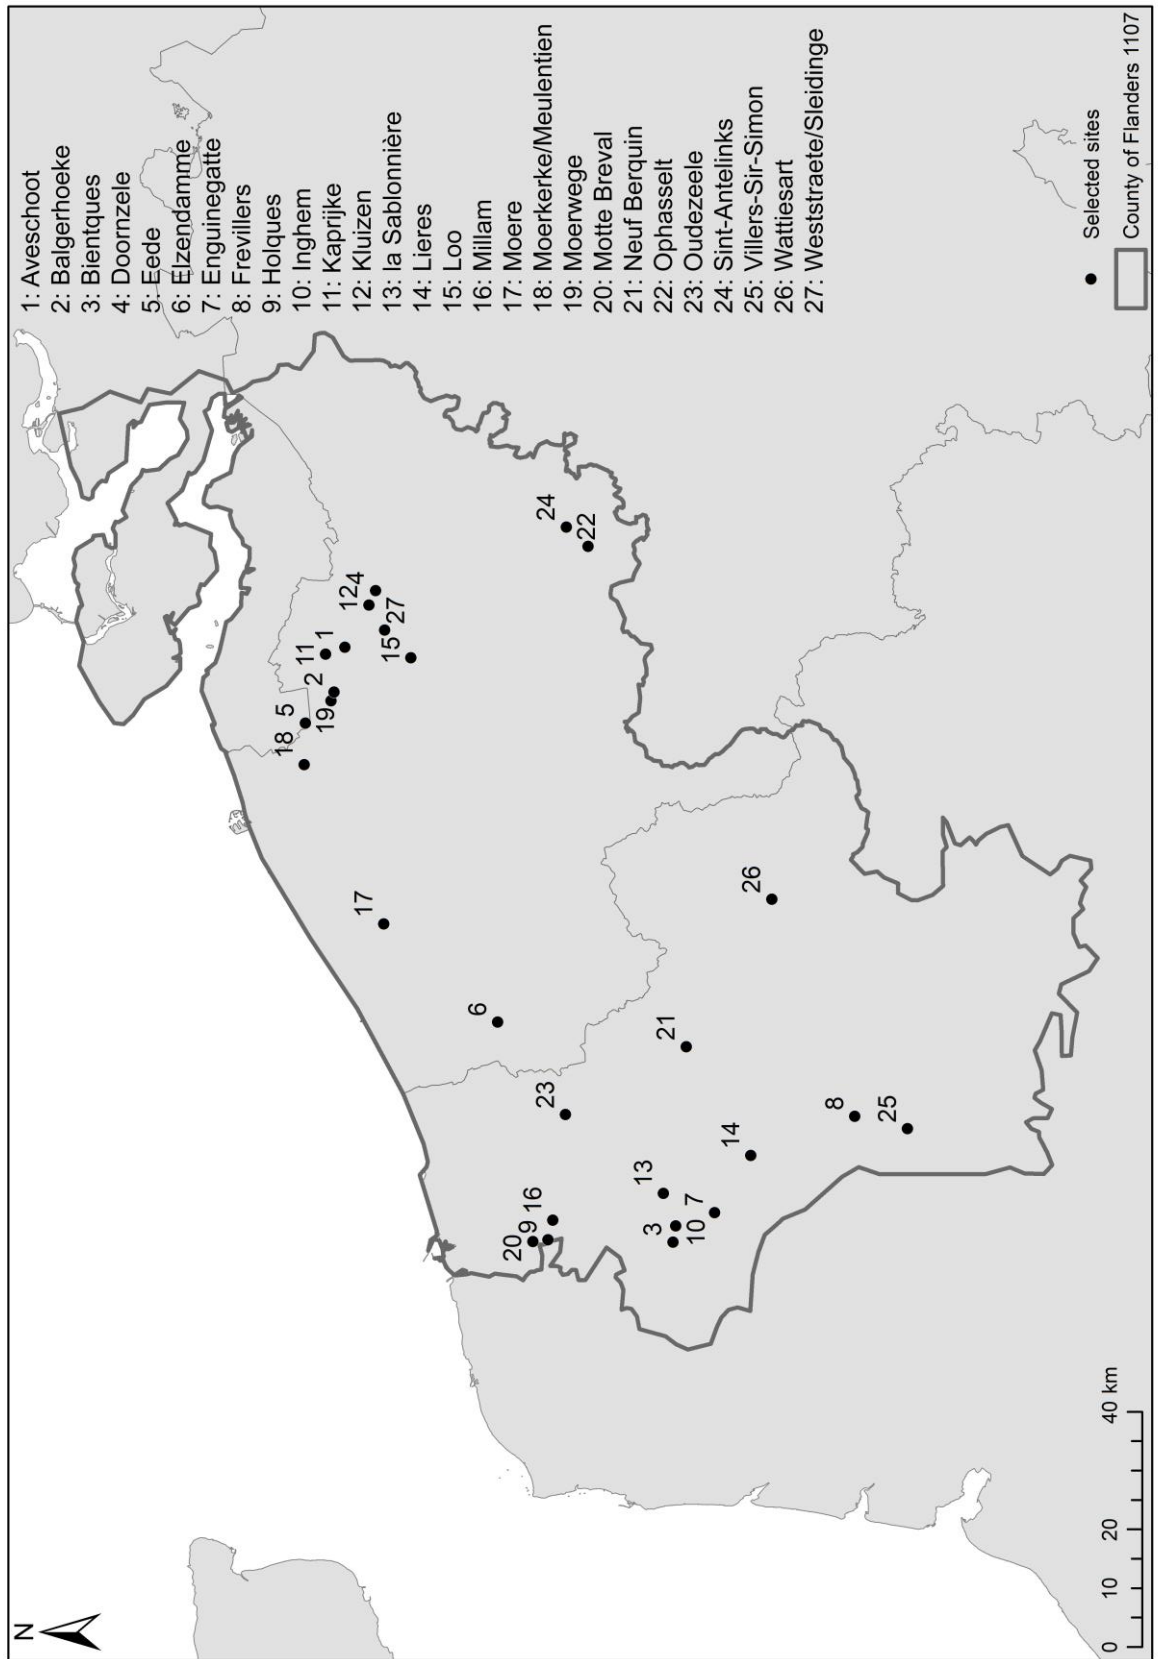 N
1: Aveschoot
2: Balgerhoeke
3: Bientques
4: Doornzele
5: Eede
6: Elzendamme
7: Enguinegatte
8: Frevillers
9: Holques
10: Inghem
11: Kaprijke
12: Kluizen
13: la Sablonnière
14: Lieres
15: Loo
16: Millam
17: Moere
18: Moerkerke/Meulentien
19: Moerwege
20: Motte Breval
21: Neuf Berquin
22: Ophasselt
23: Oudezeele
24: Sint-Antelinks
25: Villers-Sir-Simon
26: Wattiesart
27: Weststraete/Sleidinge
Selected sites
County of Flanders 1107
18 5
19 2
11 1
12 4
15 27
17
24
22
6
23
21
26
20 9 16
13
3
10 7
14
8
25
0 10 20 40 km